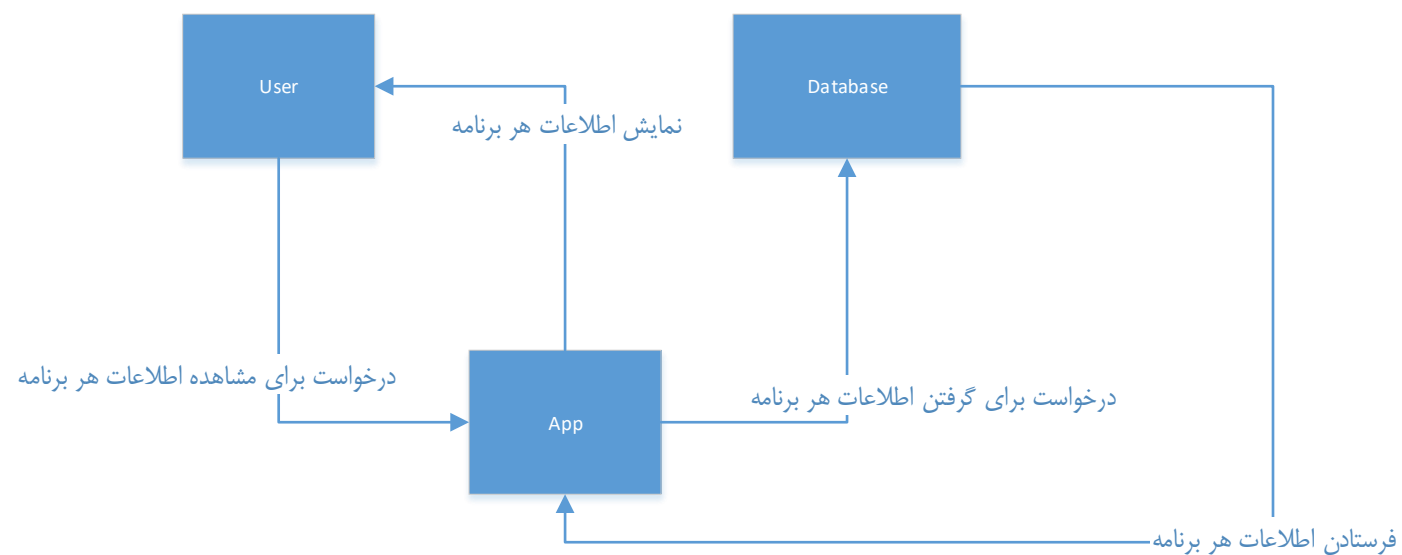 User
Database
نمایش اطلاعات هر برنامه
درخواست برای مشاهده اطلاعات هر برنامه
درخواست برای گرفتن اطلاعات هر برنامه
App
فرستادن اطلاعات هر برنامه